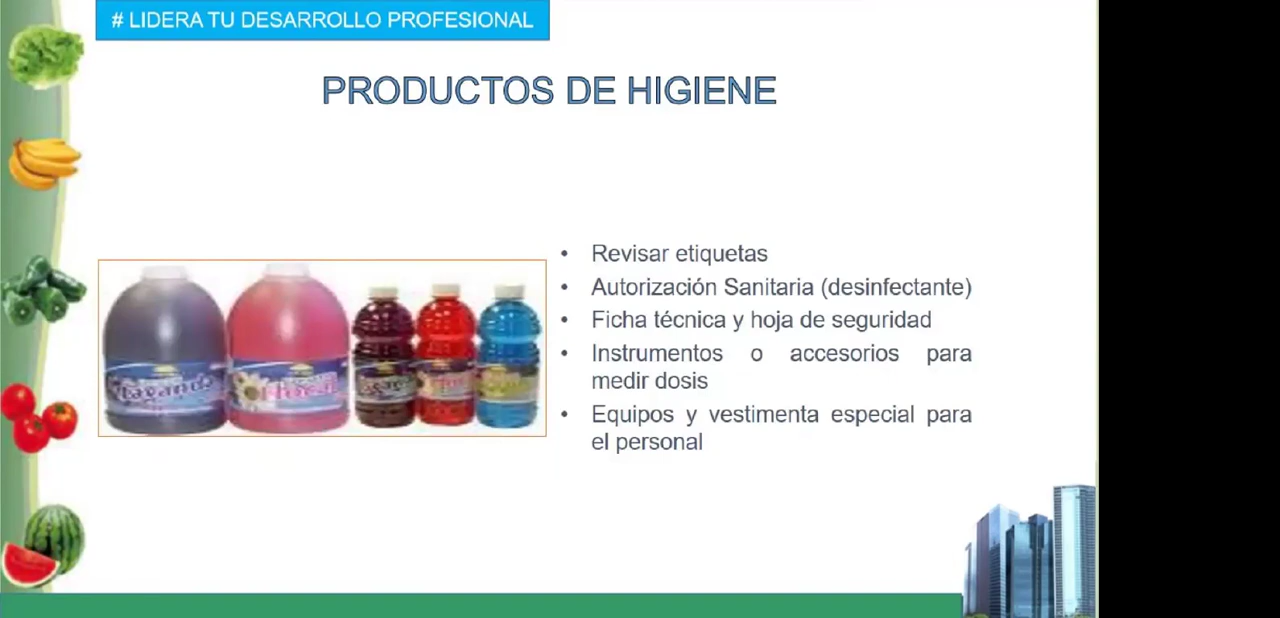 # LIDERA TU DESARROLLO PROFESIONAL
PRODUCTOS DE HIGIENE
• Revisar etiquetas
• Autorización Sanitaria (desinfectante)
• Ficha técnica y hoja de seguridad
• Instrumentos o accesorios para
medir dosis
• Equipos y vestimenta especial para
el personal